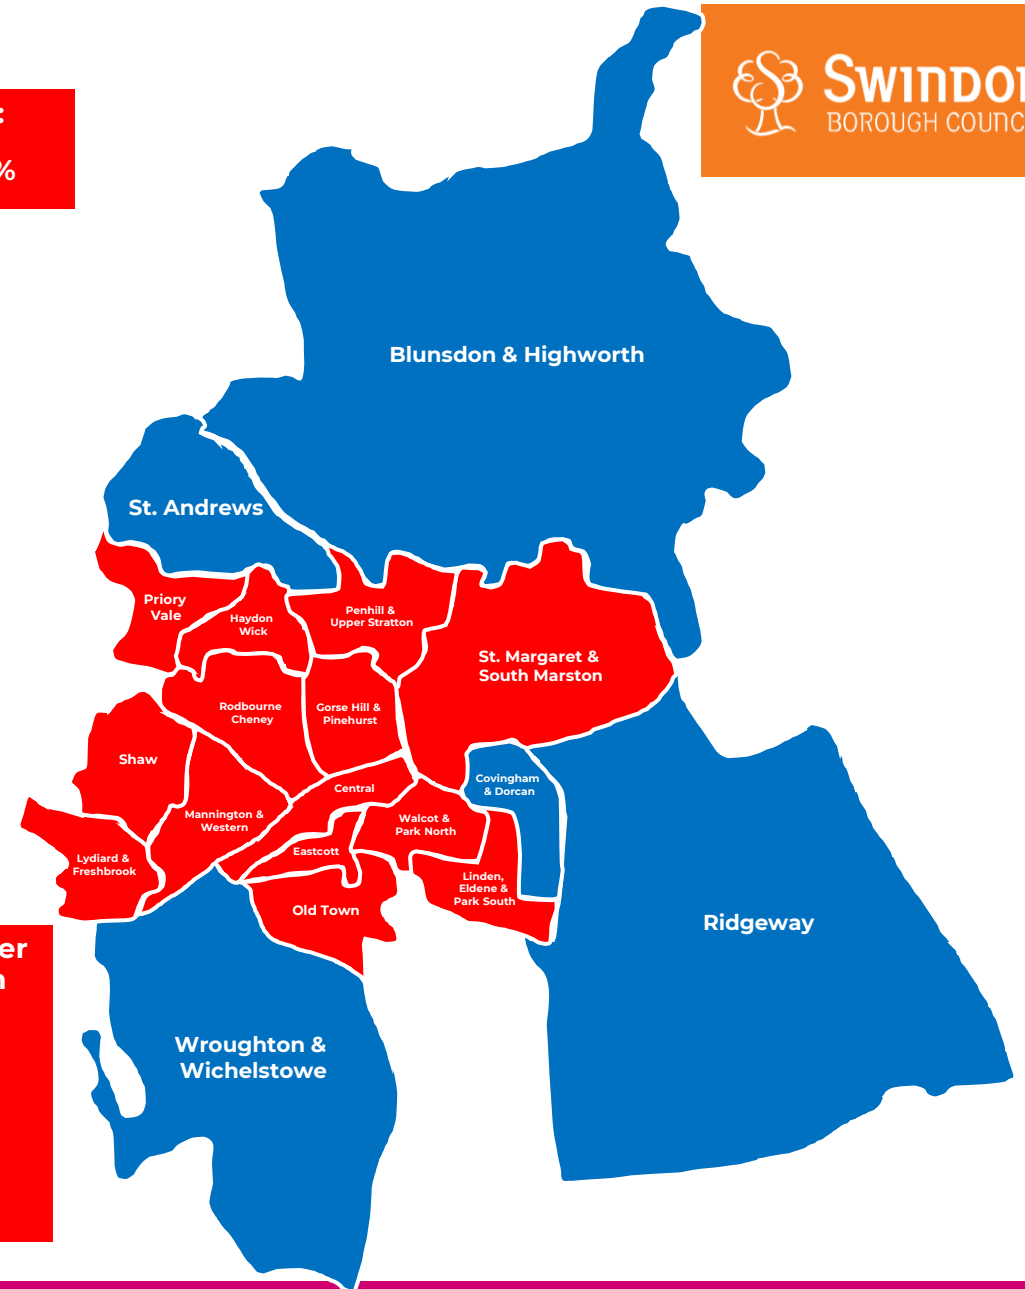 :
%
SWINDON
BOROUGH COUNC
Blunsdon & Highworth
St. Andrews
Priory
Vale
Haydon
Wick
Penhill &
Upper Stratton
St. Margaret &
South Marston
Rodbourne
Cheney
Gorse Hill &
Pinehurst
Shaw
Central
Covingham
& Dorcan
Mannington &
Western
Walcot &
Park North
Eastcott
Lydiard &
Freshbrook
Linden,
Eldene &
Park South
Old Town
Ridgeway
er
Wroughton &
Wichelstowe